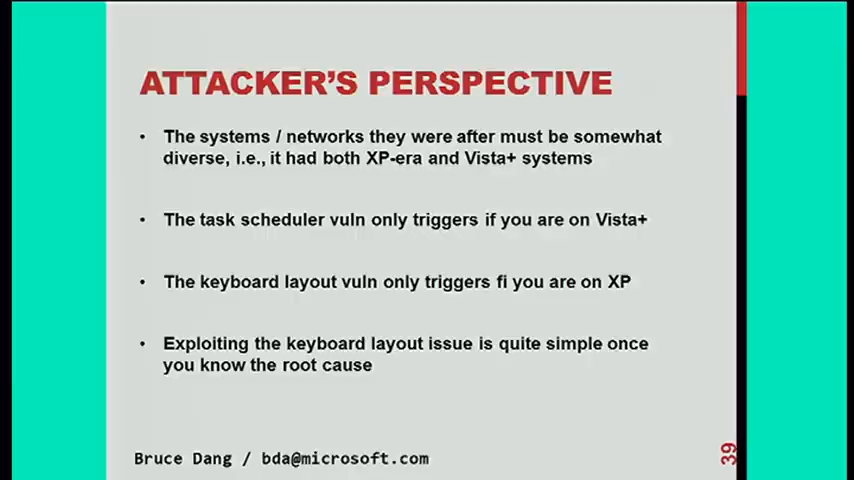 ATTACKER'S PERSPECTIVE
• The systems / networks they were after must be somewhat
diverse, i.e., it had both XP-era and Vista+ systems
• The task scheduler vuln only triggers if you are on Vista+
• The keyboard layout vuln only triggers fi you are on XP
• Exploiting the keyboard layout issue is quite simple once
you know the root cause
Bruce Dang / bda@microsoft.com
39